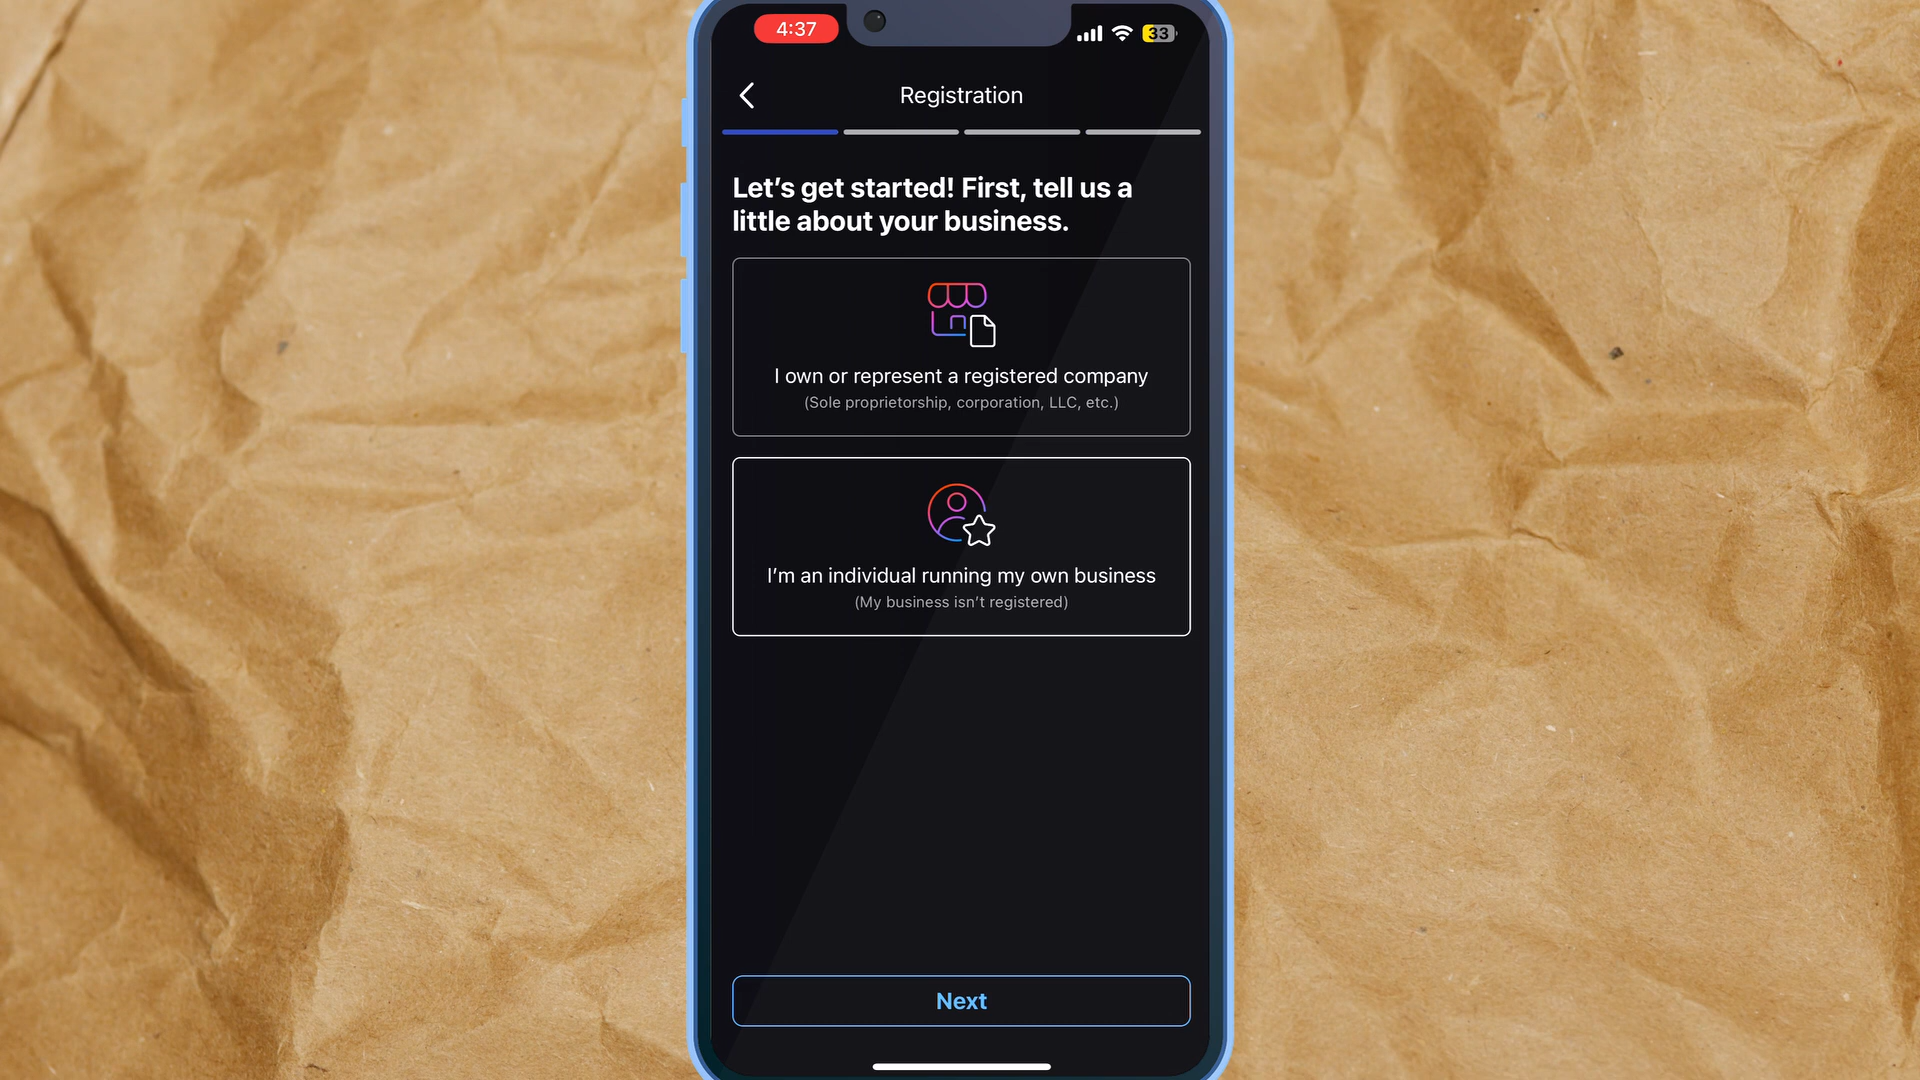 4:37
33
Registration
Let’s get started! First, tell us a
little about your business.
I own or represent a registered company
(Sole proprietorship, corporation, LLC, etc.)
I’m an individual running my own business
(My business isn’t registered)
Next